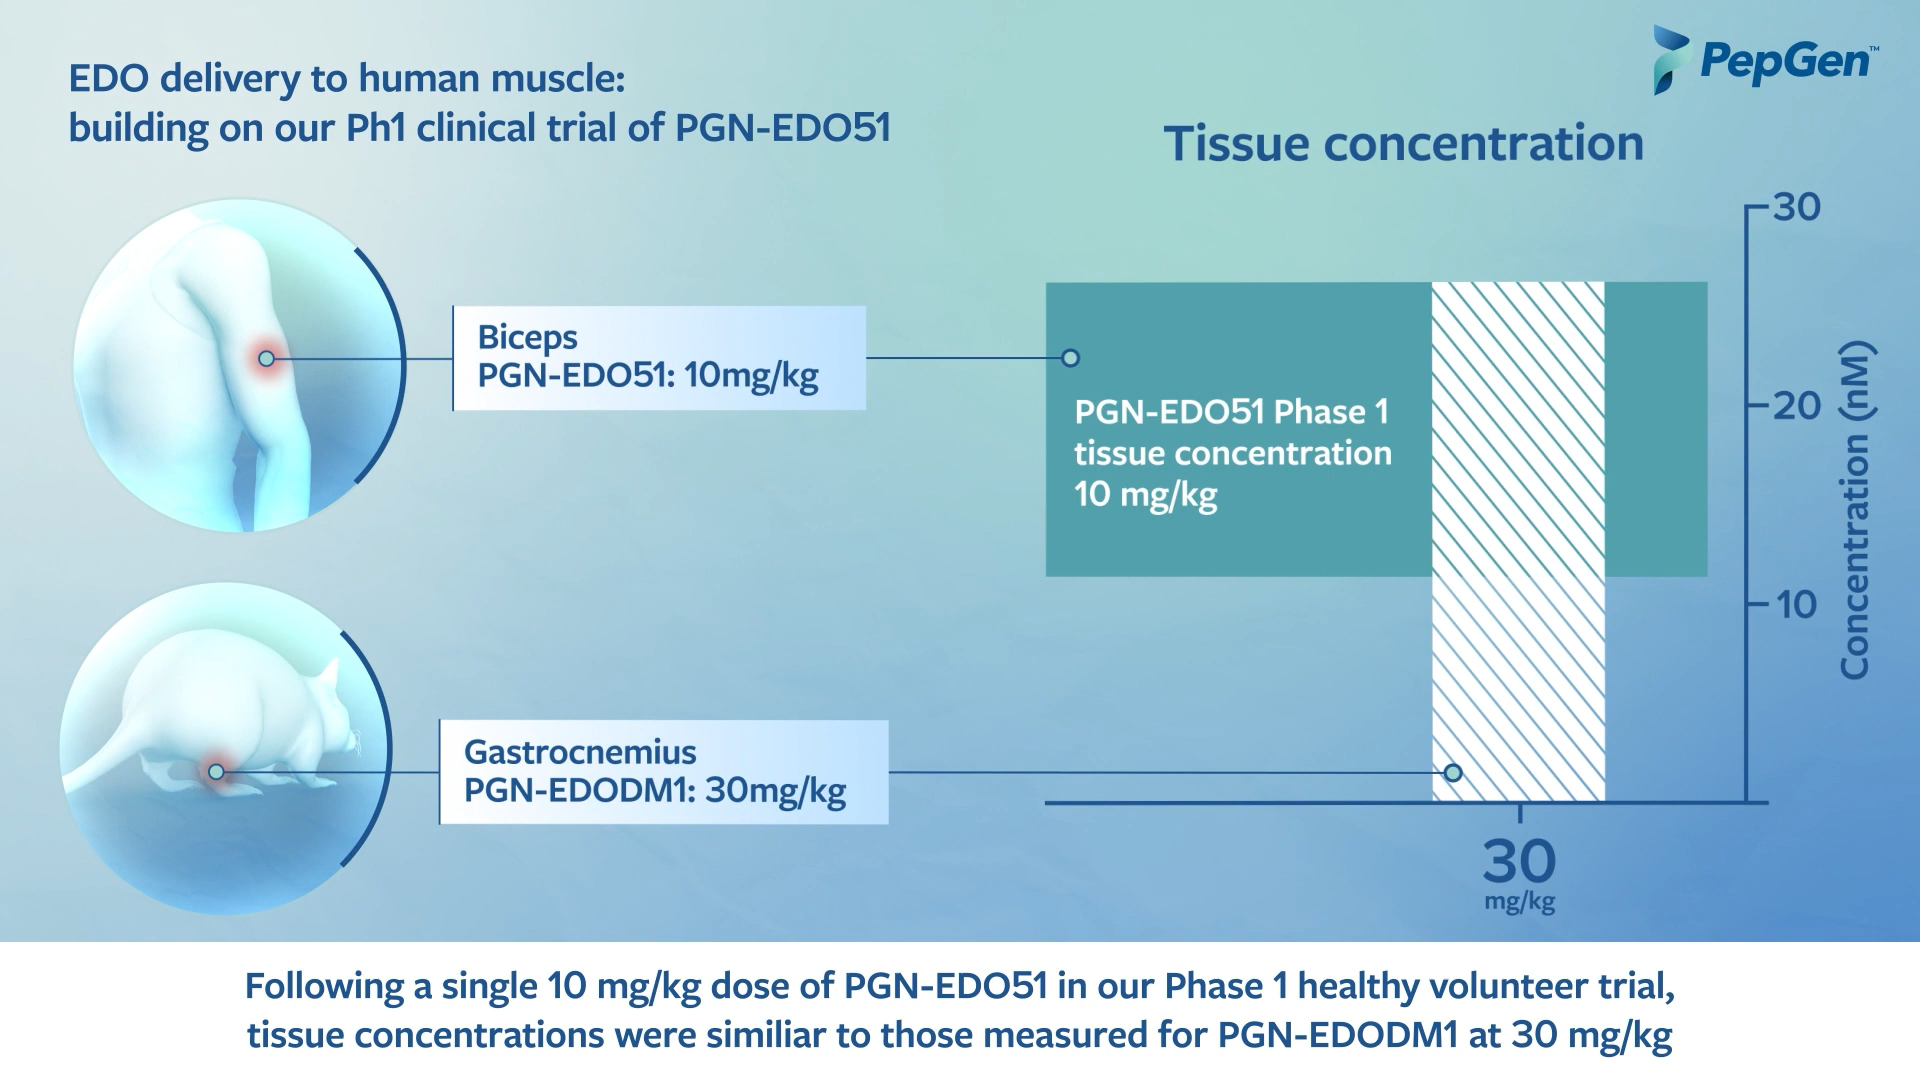 EDO delivery to human muscle:
building on our Ph1 clinical trial of PGN-EDO51
PepGen™
Tissue concentration
Biceps
PGN-EDO51: 10mg/kg
PGN-EDO51 Phase 1
tissue concentration
10 mg/kg
30
20
10
Concentration (nM)
Gastrocnemius
PGN-EDODM1: 30mg/kg
30
mg/kg
Following a single 10 mg/kg dose of PGN-EDO51 in our Phase 1 healthy volunteer trial,
tissue concentrations were similiar to those measured for PGN-EDODM1 at 30 mg/kg